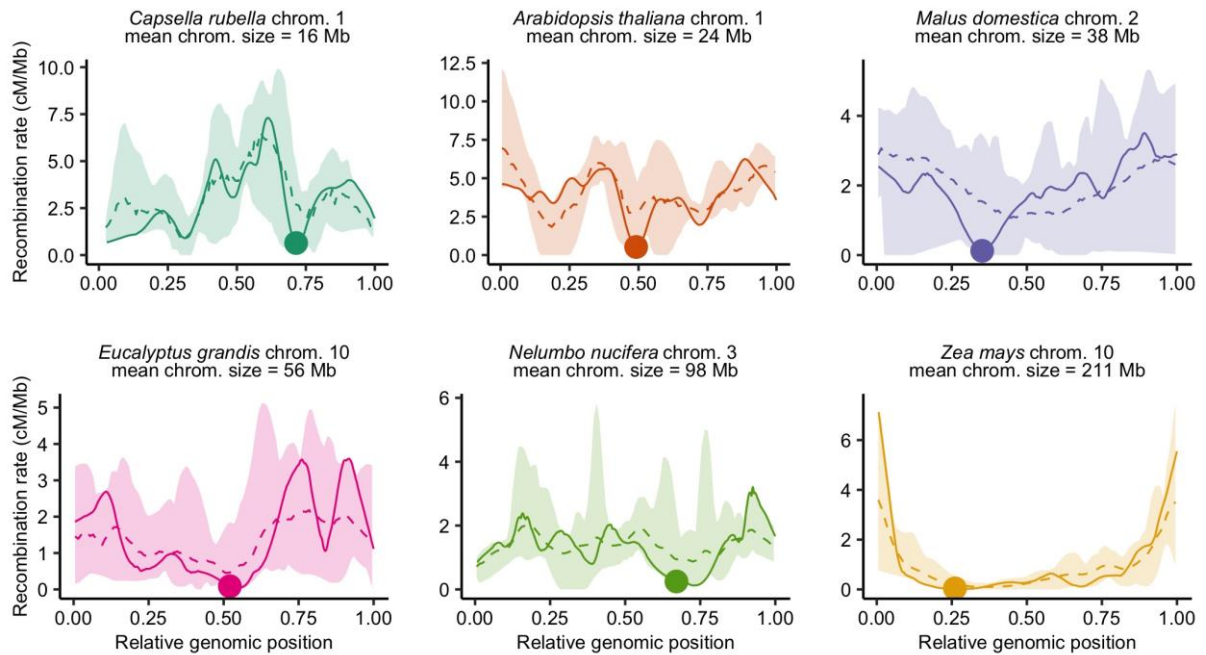 Capsella rubella chrom. 1
mean chrom. size = 16 Mb
Arabidopsis thaliana chrom. 1
mean chrom. size = 24 Mb
Malus domestica chrom. 2
mean chrom. size = 38 Mb
Recombination rate (cM/Mb)
10.0
7.5
5.0
2.5
0.0
0.00 0.25 0.50 0.75 1.00
12.5
10.0
7.5
5.0
2.5
0.0
0.00 0.25 0.50 0.75 1.00
4
2
0
0.00 0.25 0.50 0.75 1.00
Eucalyptus grandis chrom. 10
mean chrom. size = 56 Mb
Nelumbo nucifera chrom. 3
mean chrom. size = 98 Mb
Zea mays chrom. 10
mean chrom. size = 211 Mb
Recombination rate (cM/Mb)
5
4
3
2
1
0
0.00 0.25 0.50 0.75 1.00
Relative genomic position
6
4
2
0
0.00 0.25 0.50 0.75 1.00
Relative genomic position
6
4
2
0
0.00 0.25 0.50 0.75 1.00
Relative genomic position